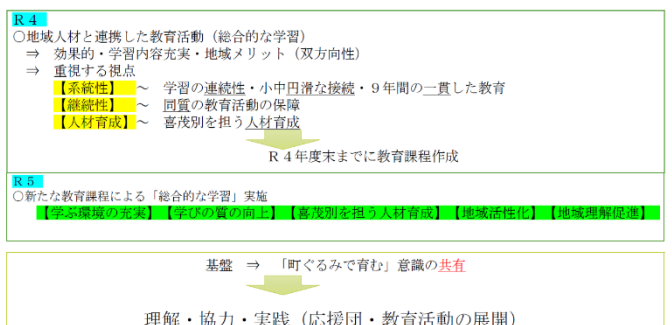 R4
○地域人材と連携した教育活動（総合的な学習）
⇒ 効果的・学習内容充実・地域メリット（双方向性）
⇒ 重視する視点
【系統性】 ～ 学習の連続性・小中円滑な接続・９年間の一貫した教育
【継続性】 ～ 同質の教育活動の保障
【人材育成】～ 喜茂別を担う人材育成
R４年度末までに教育課程作成
R5
○新たな教育課程による「総合的な学習」実施
【学ぶ環境の充実】【学びの質の向上】【喜茂別を担う人材育成】【地域活性化】【地域理解促進】
基盤 ⇒ 「町ぐるみで育む」意識の共有
理解・協力・実践（応援団・教育活動の展開）